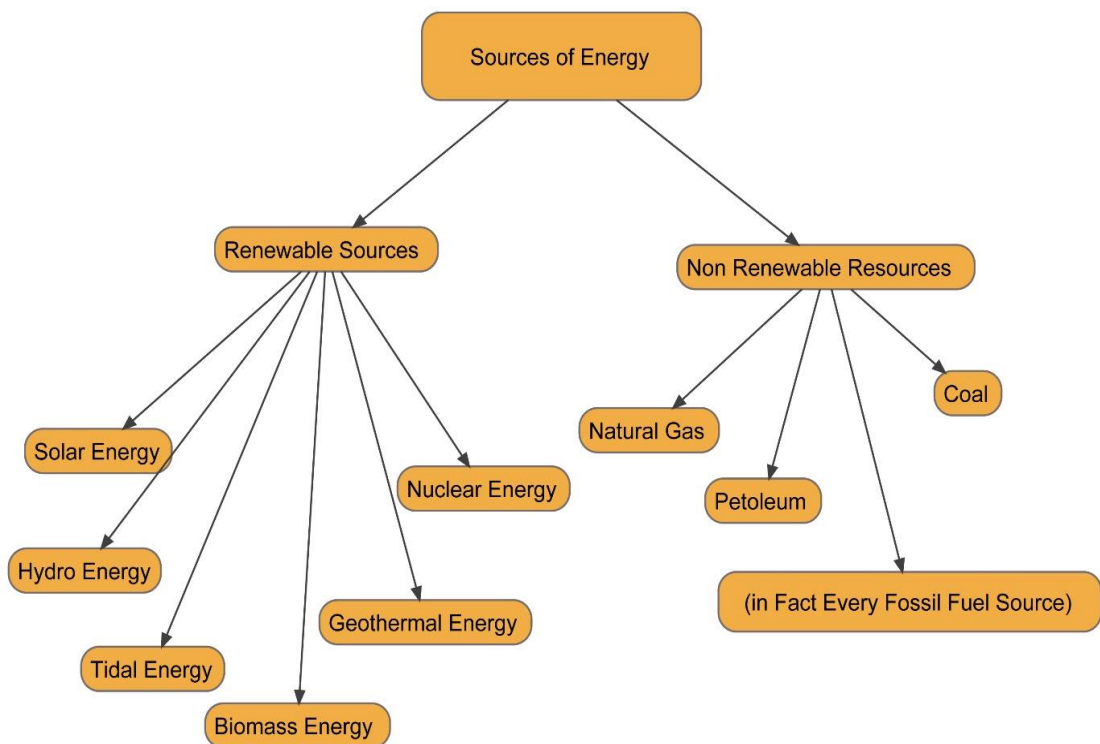 Sources of Energy
Renewable Sources
Non Renewable Resources
Solar Energy
Hydro Energy
Tidal Energy
Biomass Energy
Geothermal Energy
Nuclear Energy
Natural Gas
Petoleum
(in Fact Every Fossil Fuel Source)
Coal